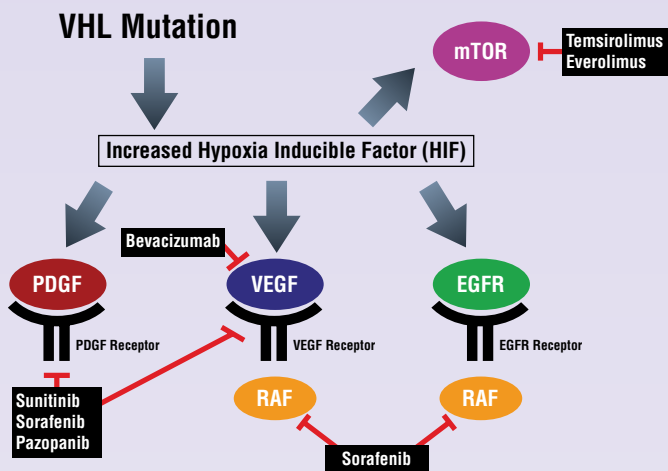 VHL Mutation
mTOR
Temsirolimus
Everolimus
Increased Hypoxia Inducible Factor (HIF)
Bevacizumab
PDGF
VEGF
EGFR
PDGF Receptor
VEGF Receptor
EGFR Receptor
Sunitinib
Sorafenib
Pazopanib
RAF
RAF
Sorafenib